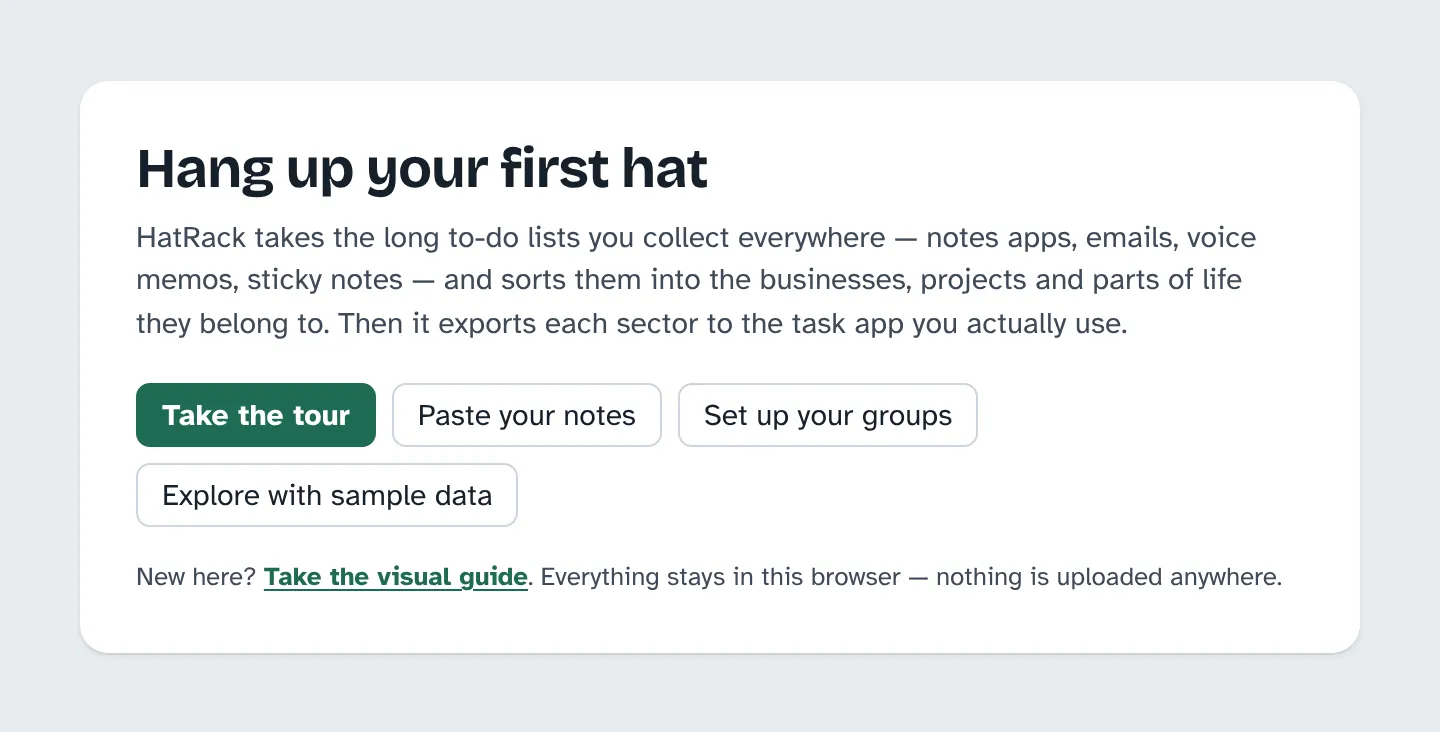 Hang up your first hat
HatRack takes the long to-do lists you collect everywhere — notes apps, emails, voice
memos, sticky notes — and sorts them into the businesses, projects and parts of life
they belong to. Then it exports each sector to the task app you actually use.
Take the tour
Paste your notes
Set up your groups
Explore with sample data
New here? Take the visual guide. Everything stays in this browser — nothing is uploaded anywhere.